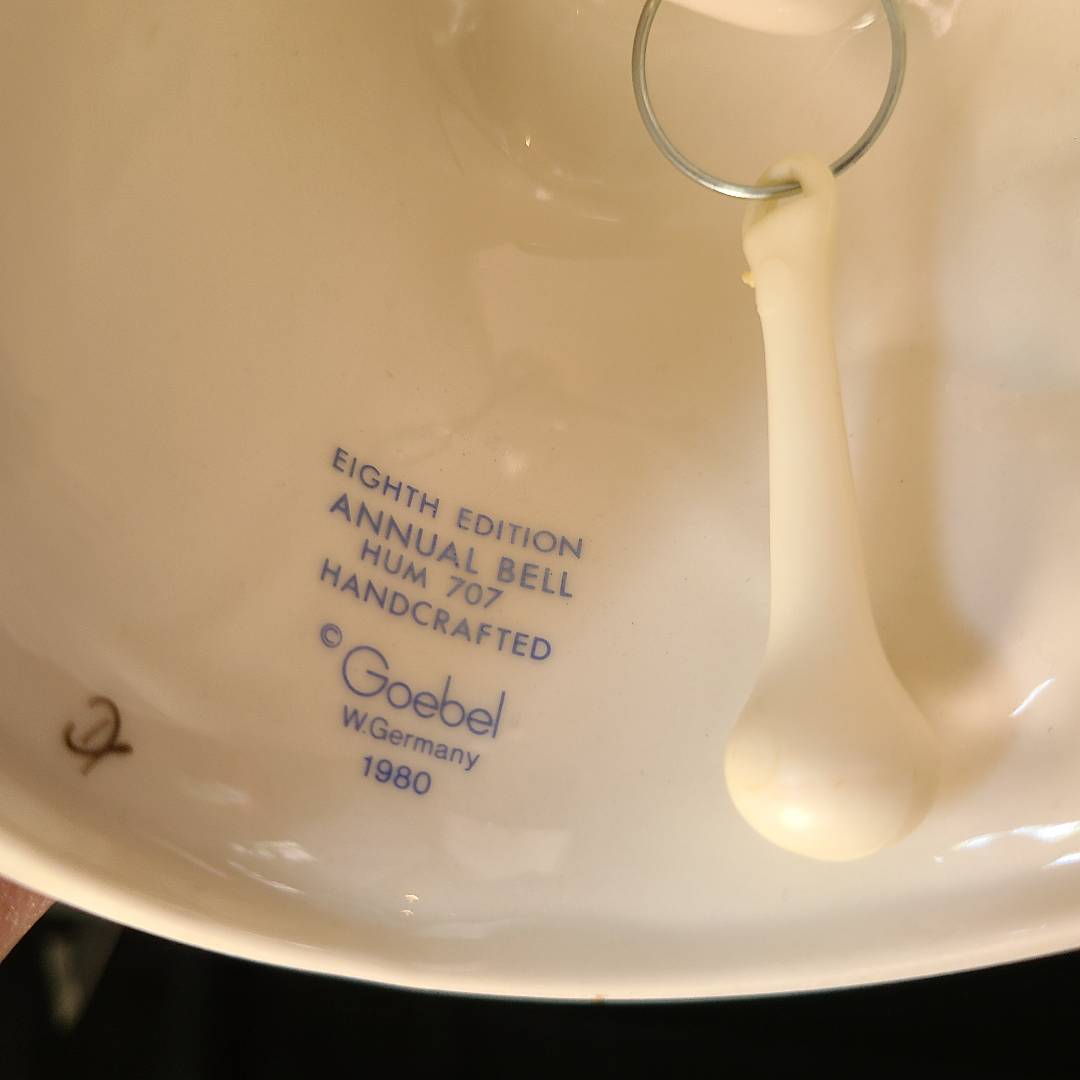 EIGHTH EDITION
ANNUAL BELL
HUM 707
HANDCRAFTED
© Goebel
W.Germany
1980